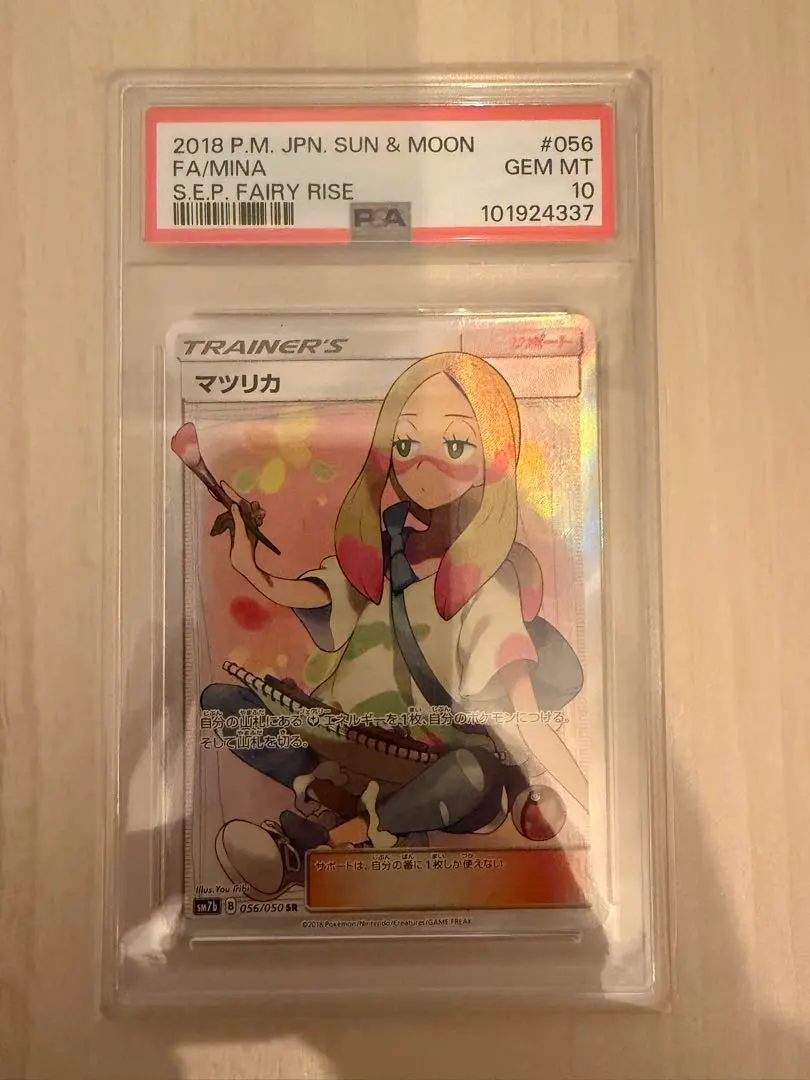 2018 P.M. JPN. SUN & MOON #056
FA/MINA GEM MT
S.E.P. FAIRY RISE 10
PSA 101924337
TRAINER'S サポート
マツリカ
自分の山札にあるエネルギーを1枚、自分のポケモンにつける。
そして山札を切る。
サポートは、自分の番に1枚しか使えない
Illus. You Iribi
sm7b B 056/050 SR
©2018 Pokémon/Nintendo/Creatures/GAME FREAK